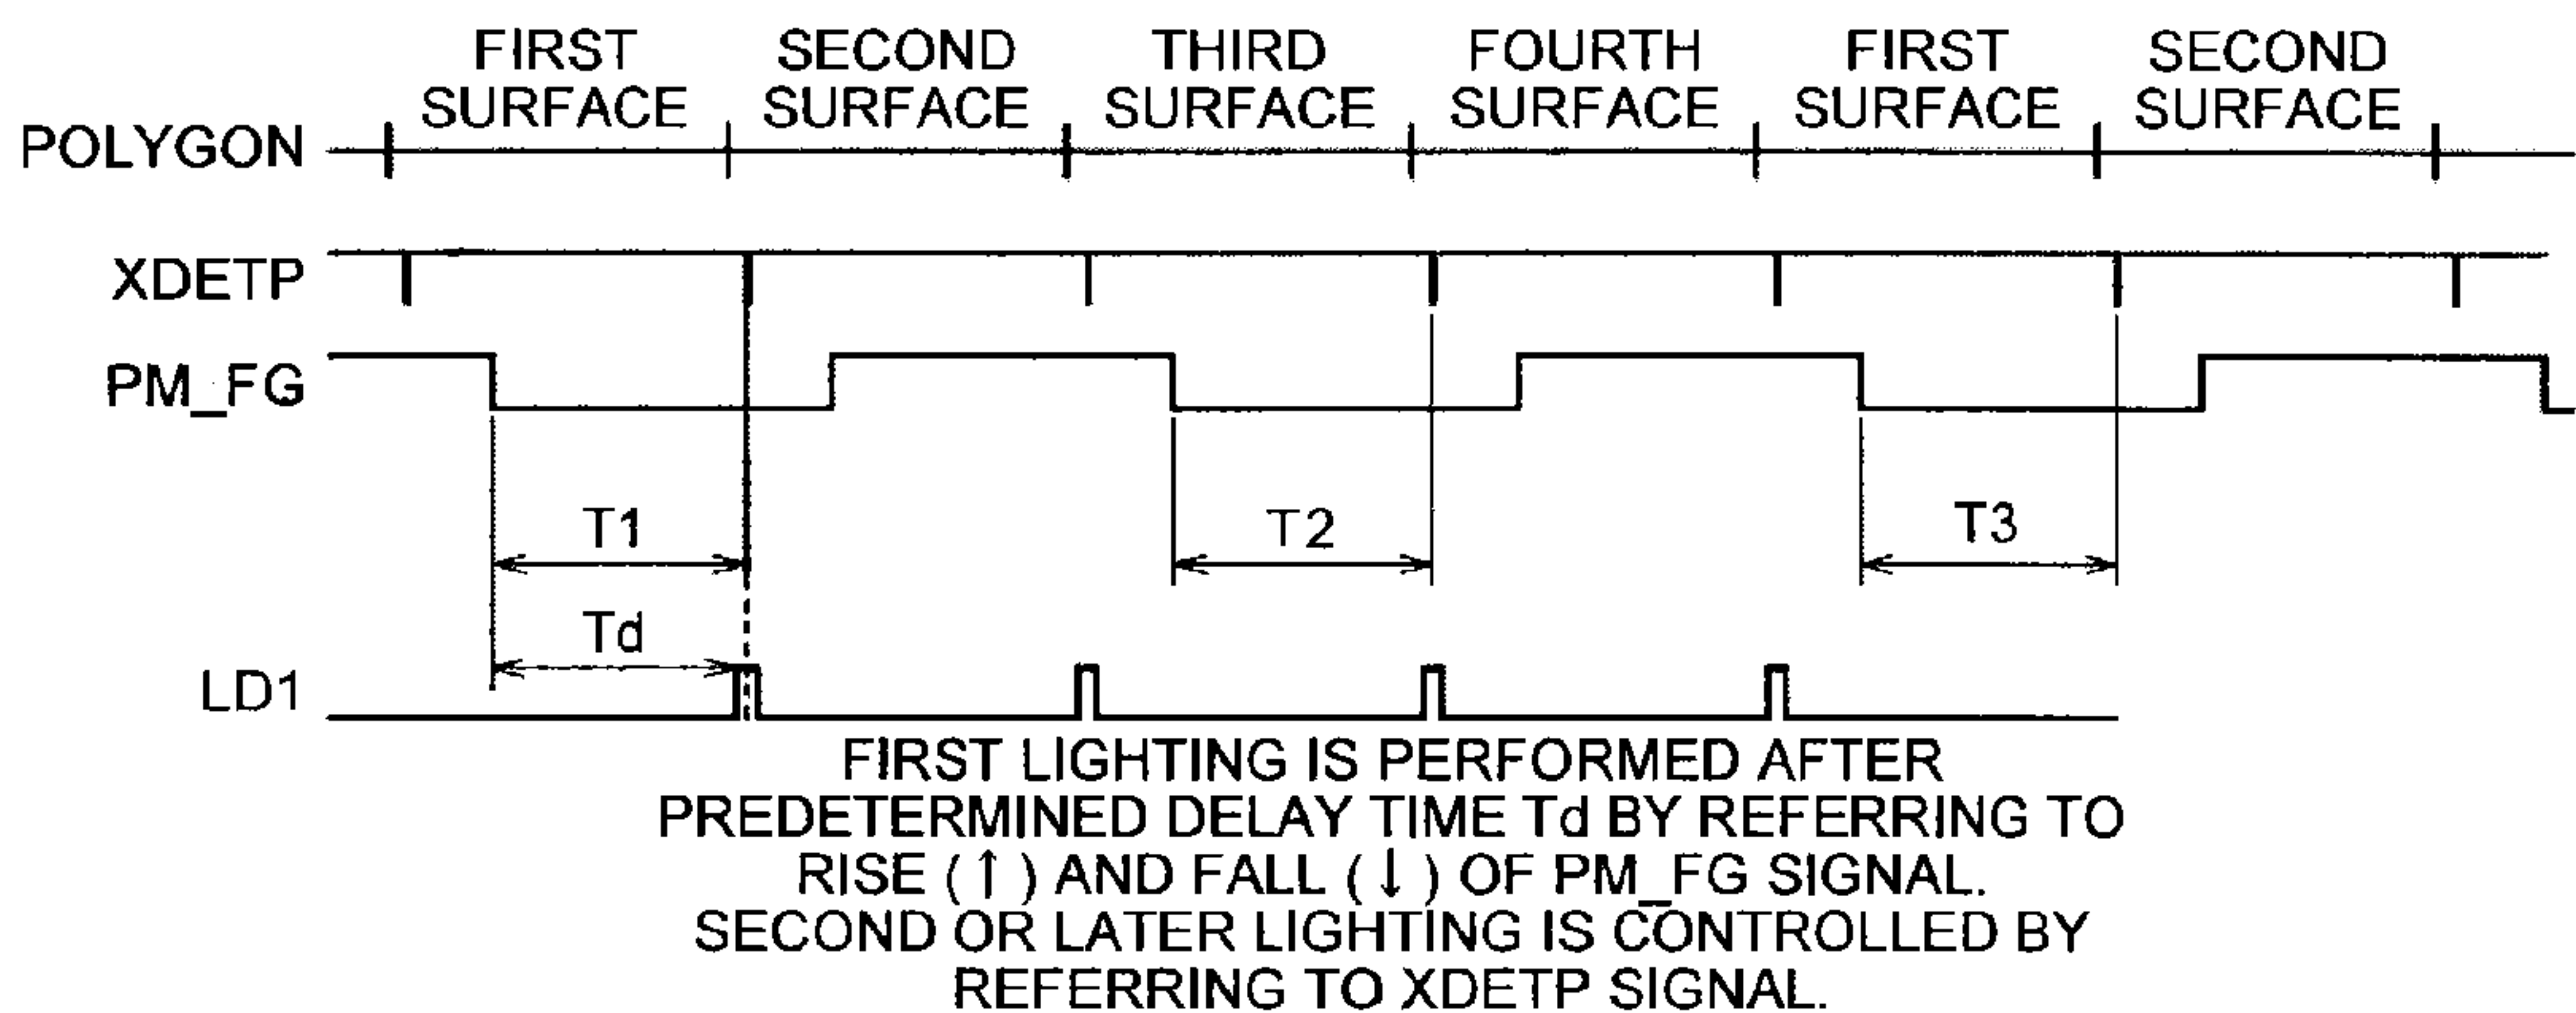 FIRST SECOND THIRD FOURTH FIRST SECOND
SURFACE SURFACE SURFACE SURFACE SURFACE SURFACE
POLYGON
XDETP
PM_FG
T1 T2 T3
Td
LD1
FIRST LIGHTING IS PERFORMED AFTER
PREDETERMINED DELAY TIME Td BY REFERRING TO
RISE (↑) AND FALL (↓) OF PM_FG SIGNAL.
SECOND OR LATER LIGHTING IS CONTROLLED BY
REFERRING TO XDETP SIGNAL.